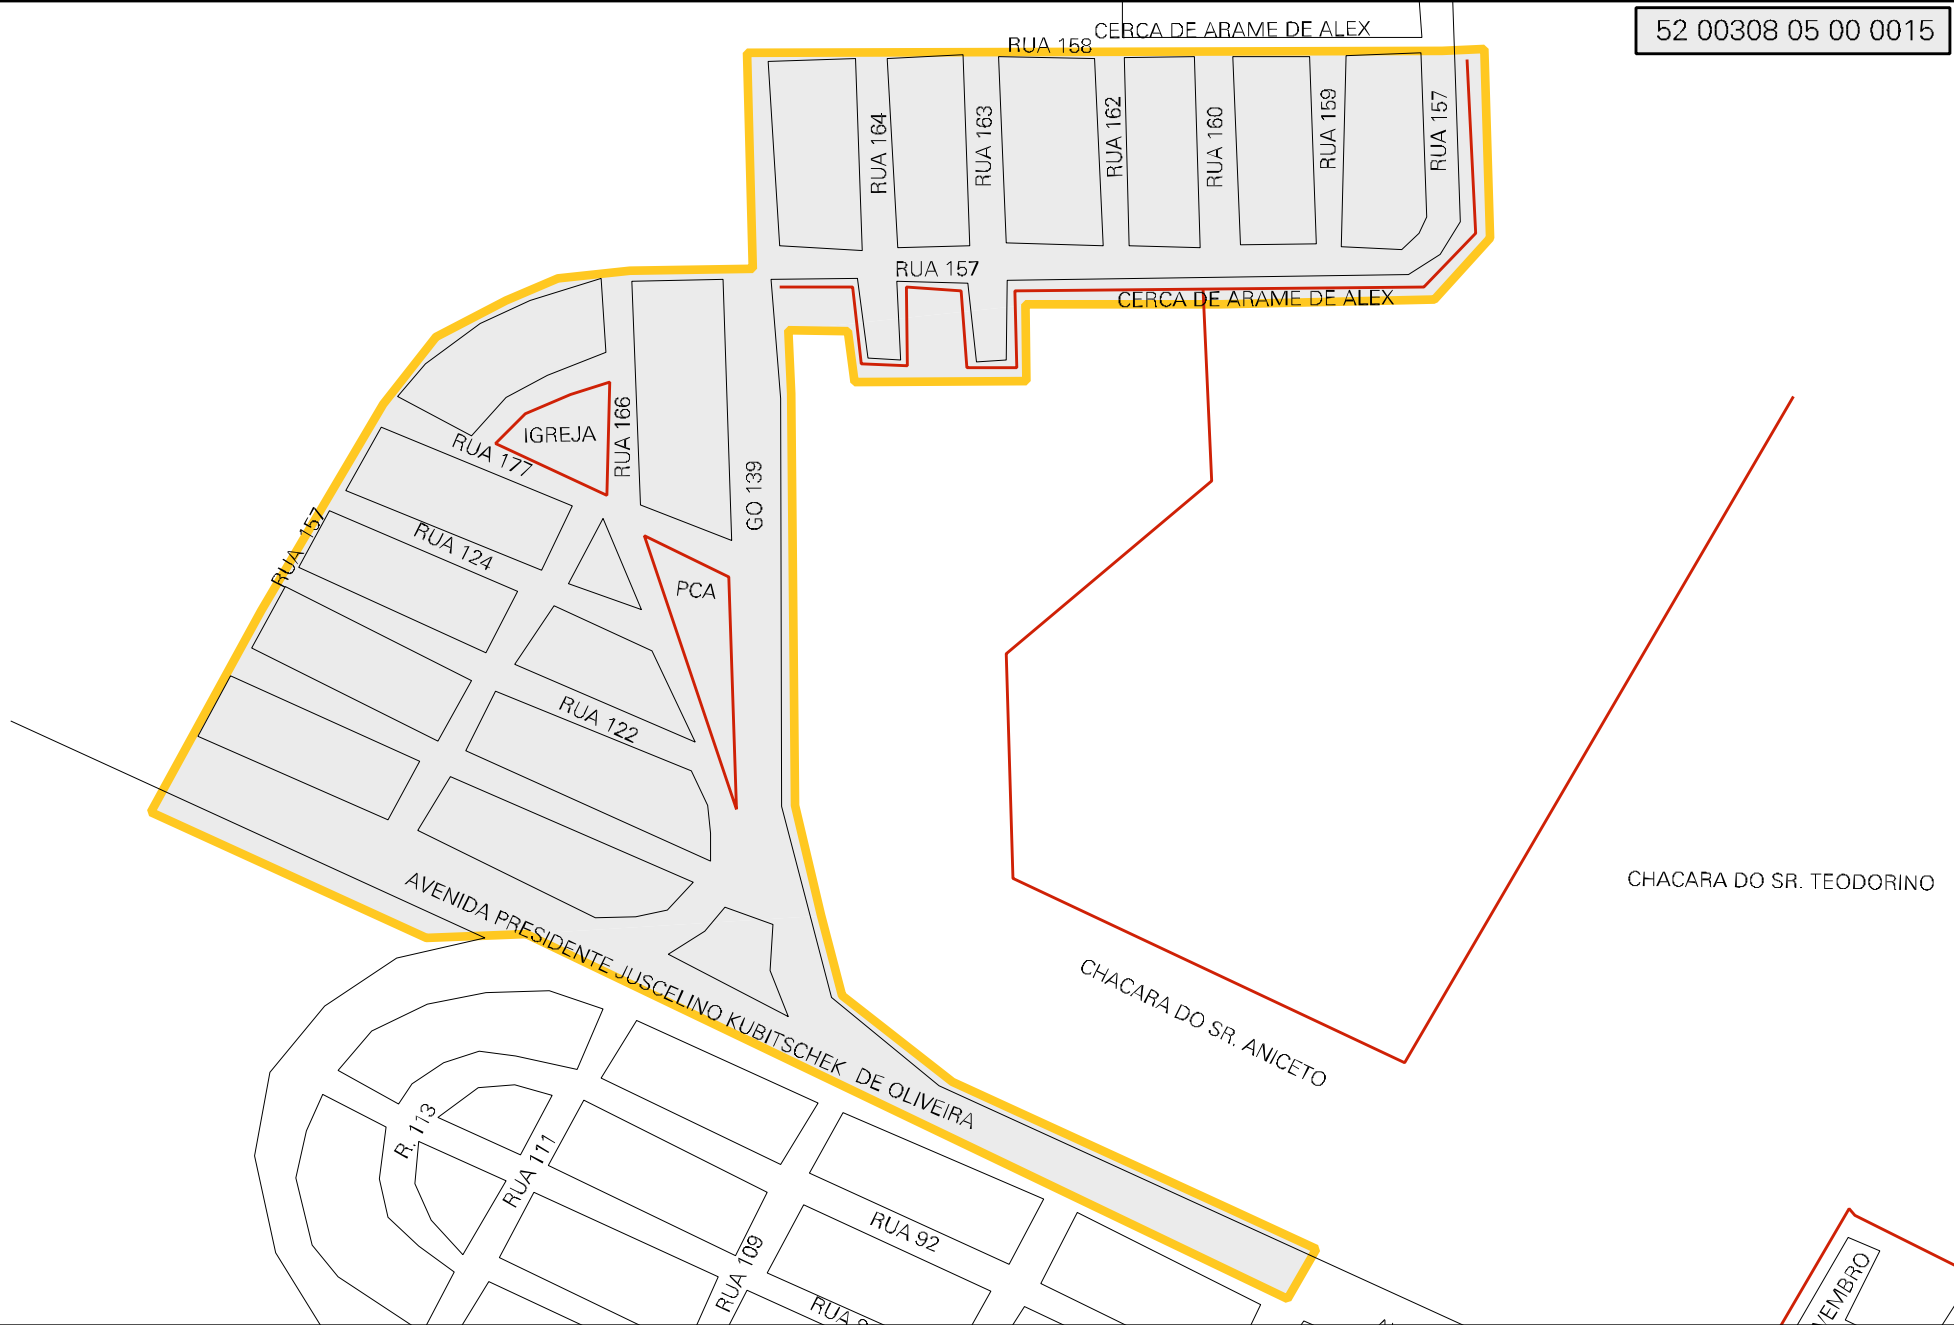 CERCA DE ARAME DE ALEX
52 00308 05 00 0015
RUA 158
RUA 164
RUA 163
RUA 162
RUA 160
RUA 159
RUA 157
RUA 157
CERCA DE ARAME DE ALEX
IGREJA
RUA 166
RUA 177
GO 139
RUA 157
RUA 124
PCA
RUA 122
AVENIDA PRESIDENTE JUSCELINO KUBITSCHEK DE OLIVEIRA
CHACARA DO SR. TEODORINO
CHACARA DO SR. ANICETO
R. 113
RUA 111
RUA 92
RUA 109
RUA
VEMBRO